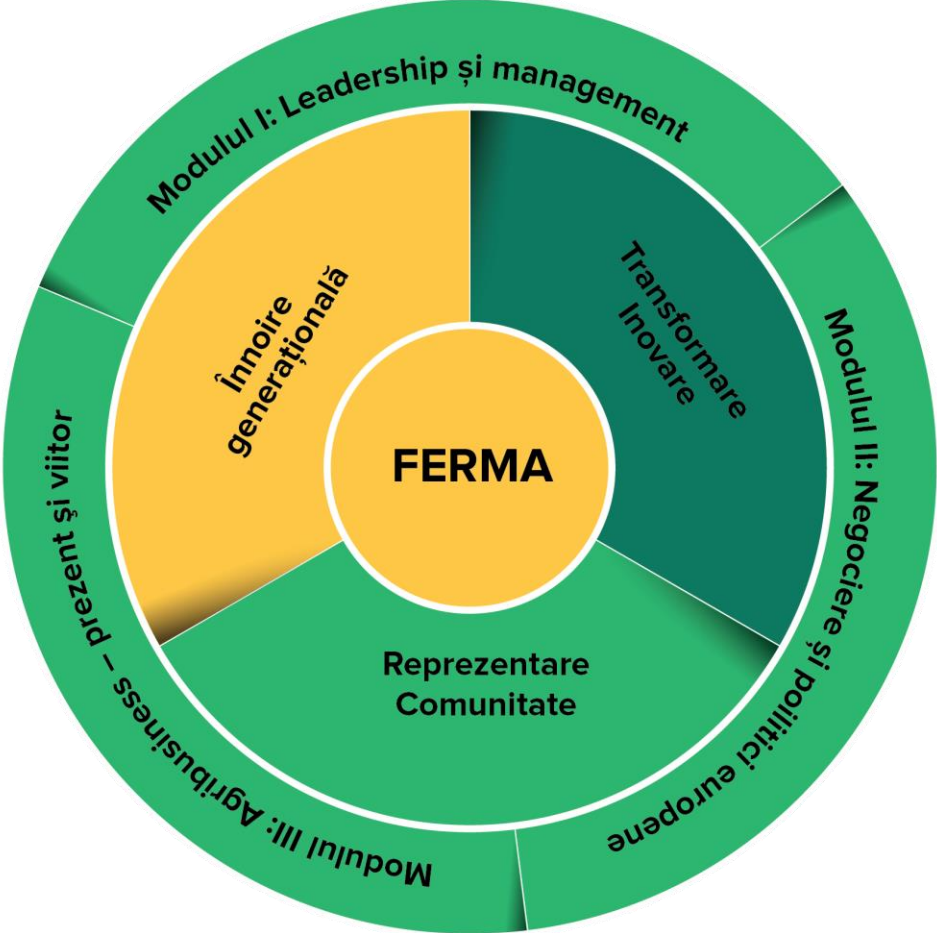 Modulul I: Leadership și management
Modulul II: Negociere și poilitici europene
Modulul III: Agribusiness – prezent și viitor
Înnoire
generațională
Transformare
Inovare
FERMA
Reprezentare
Comunitate